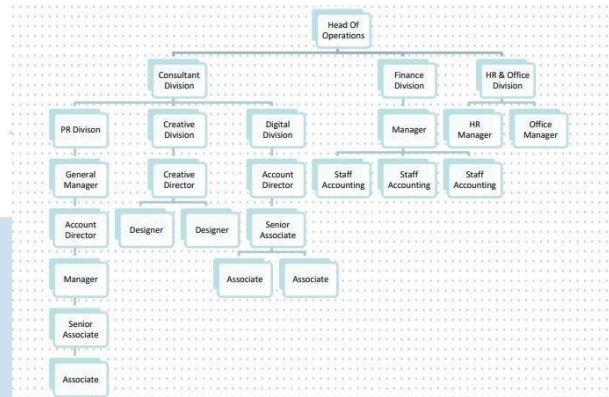 Head Of
Operations
Consultant
Division
Finance
Division
HR & Office
Division
PR Divison
Creative
Division
Digital
Division
Manager
HR
Manager
Office
Manager
General
Manager
Creative
Director
Account
Director
Staff
Accounting
Staff
Accounting
Staff
Accounting
Account
Director
Designer
Designer
Senior
Associate
Manager
Associate
Associate
Senior
Associate
Associate